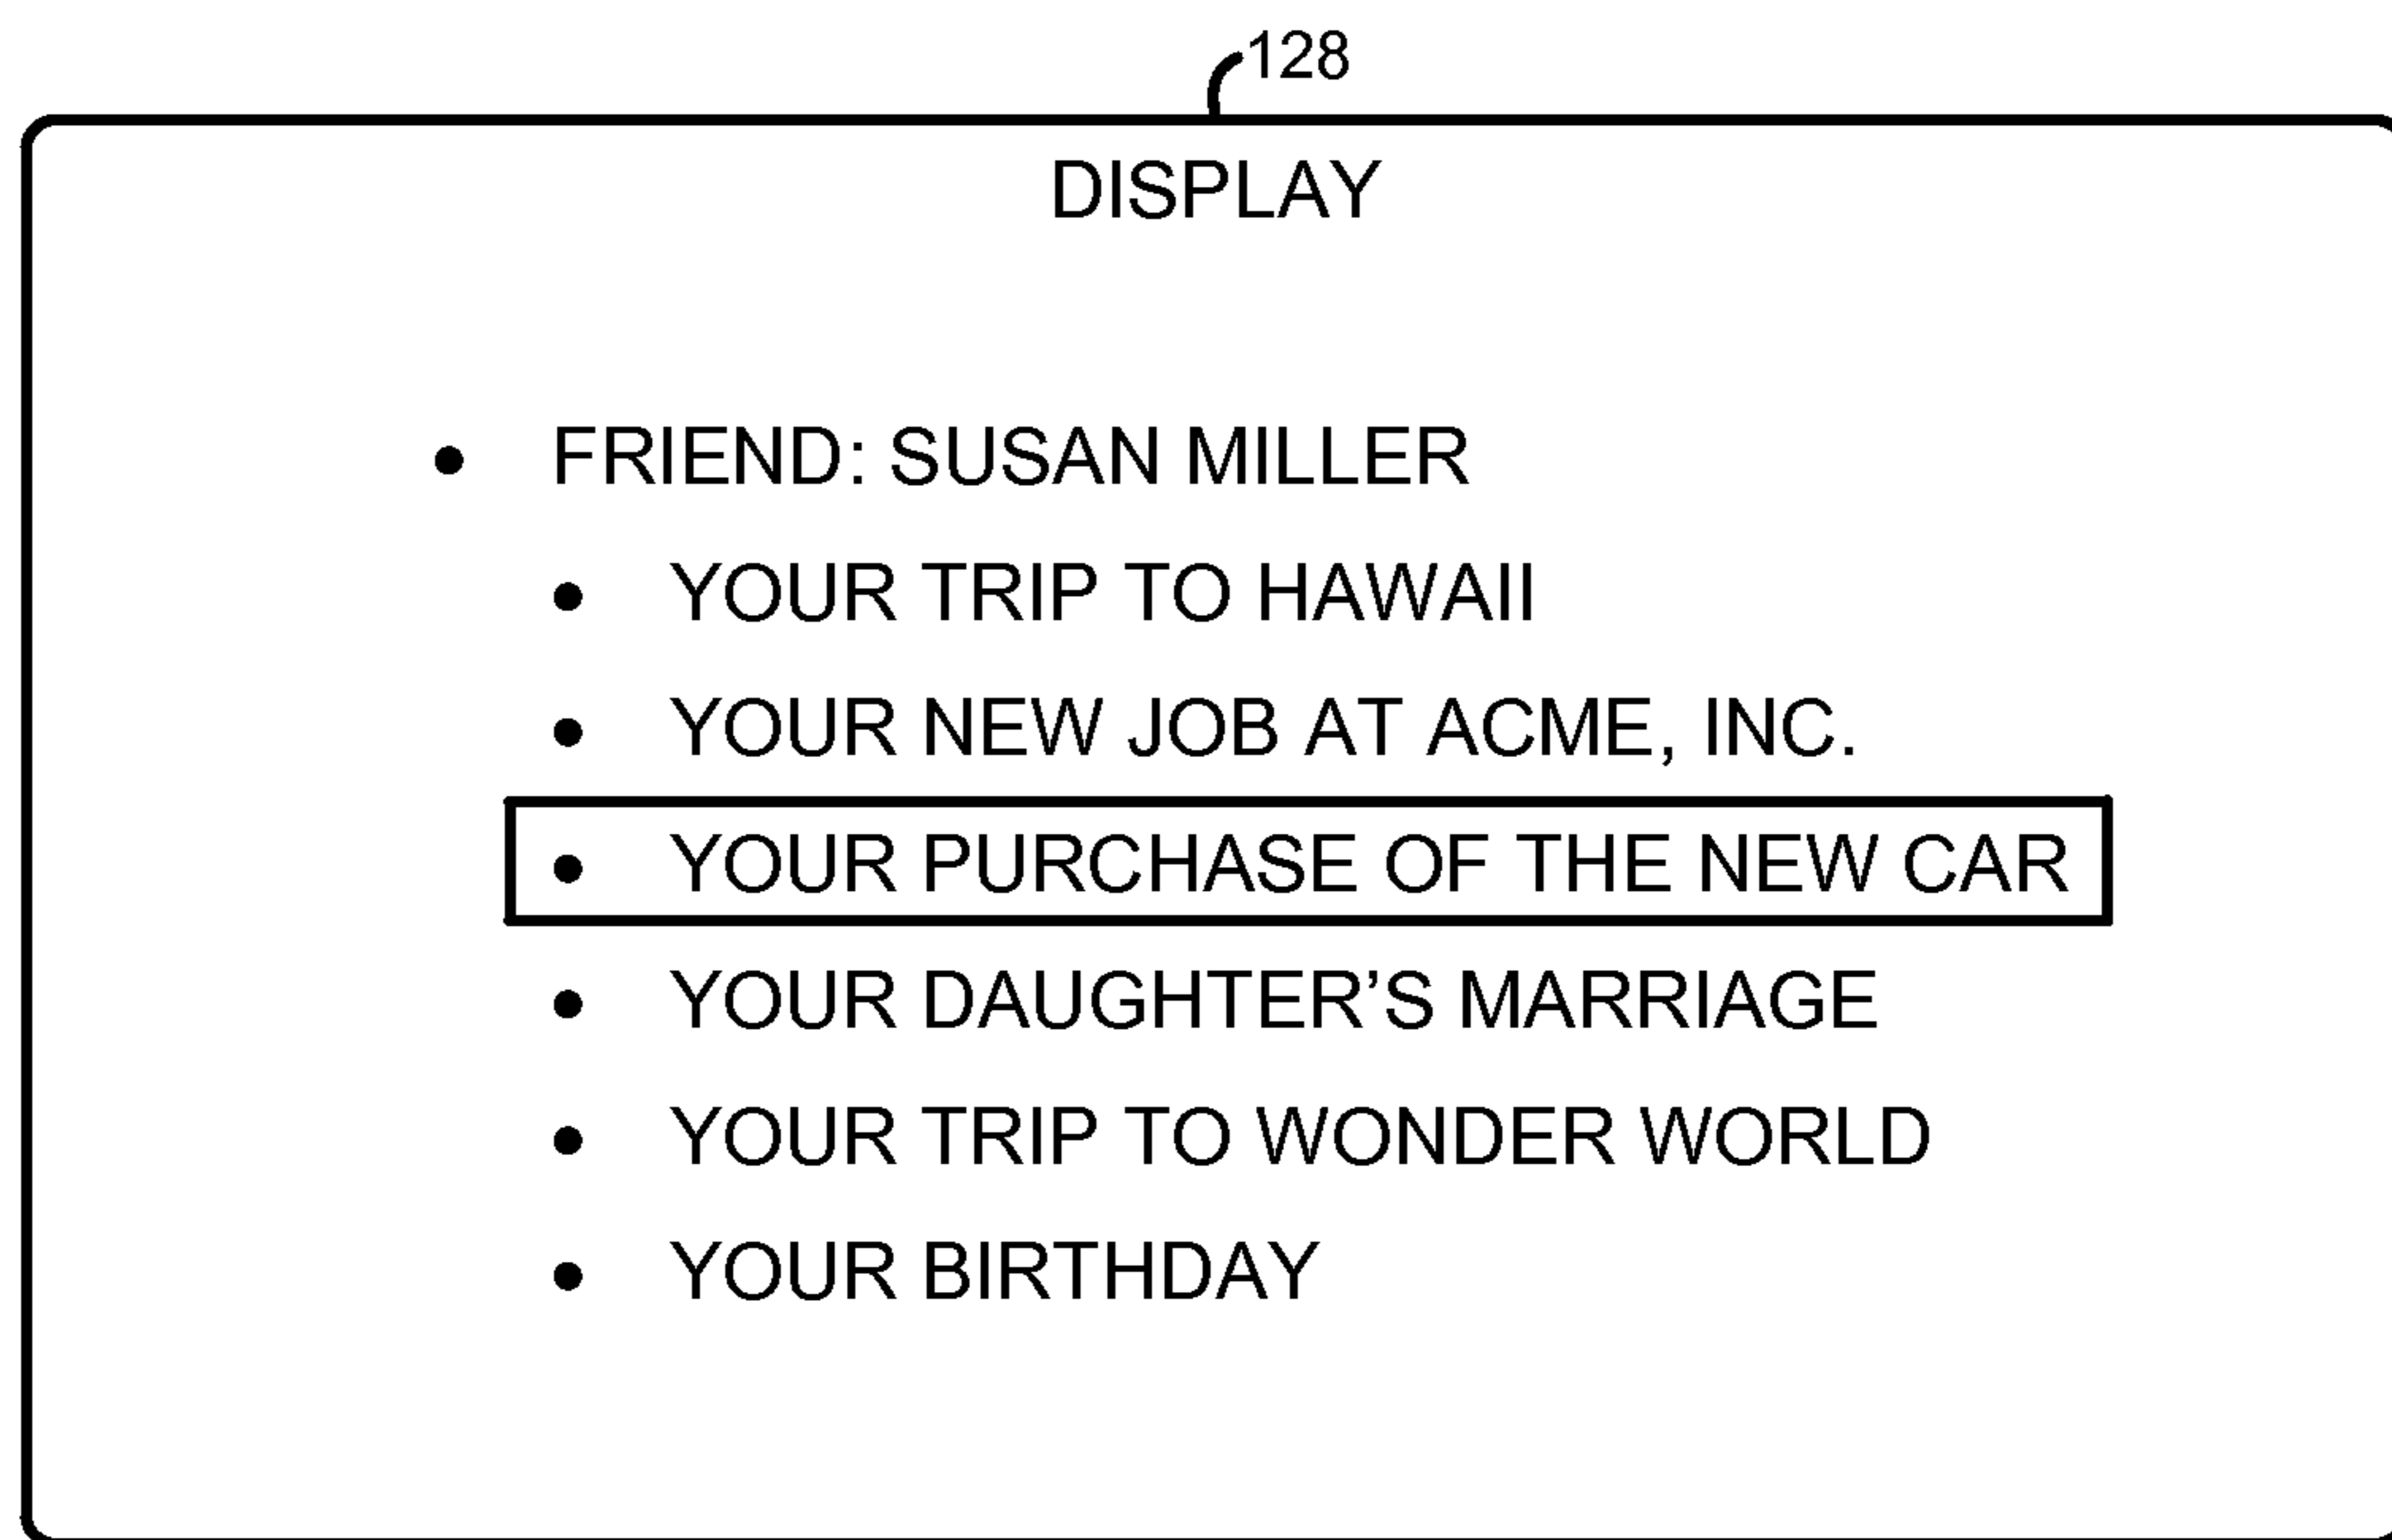 128
DISPLAY
• FRIEND: SUSAN MILLER
• YOUR TRIP TO HAWAII
• YOUR NEW JOB AT ACME, INC.
• YOUR PURCHASE OF THE NEW CAR
• YOUR DAUGHTER’S MARRIAGE
• YOUR TRIP TO WONDER WORLD
• YOUR BIRTHDAY